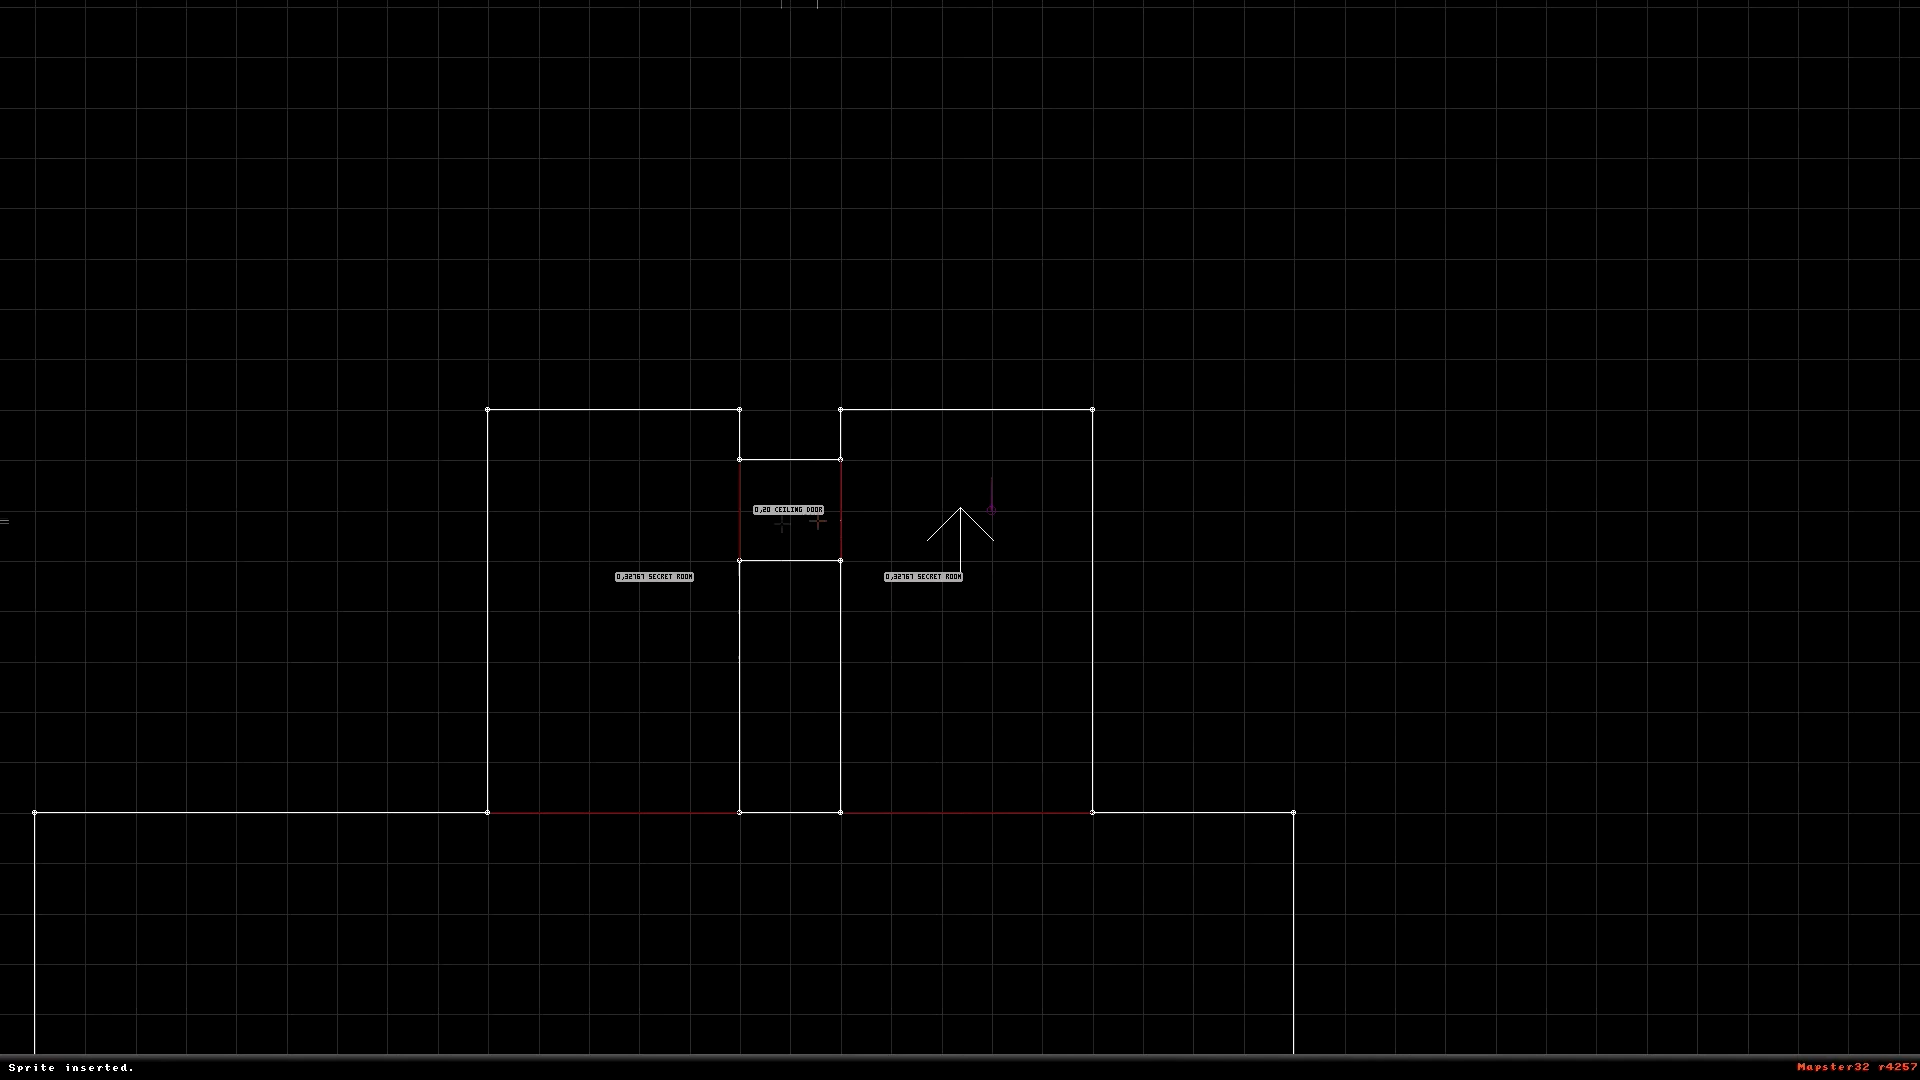 0,20 CEILING DOOR
0,32767 SECRET ROOM
0,32767 SECRET ROOM
Sprite inserted.
Mapster32 r4257